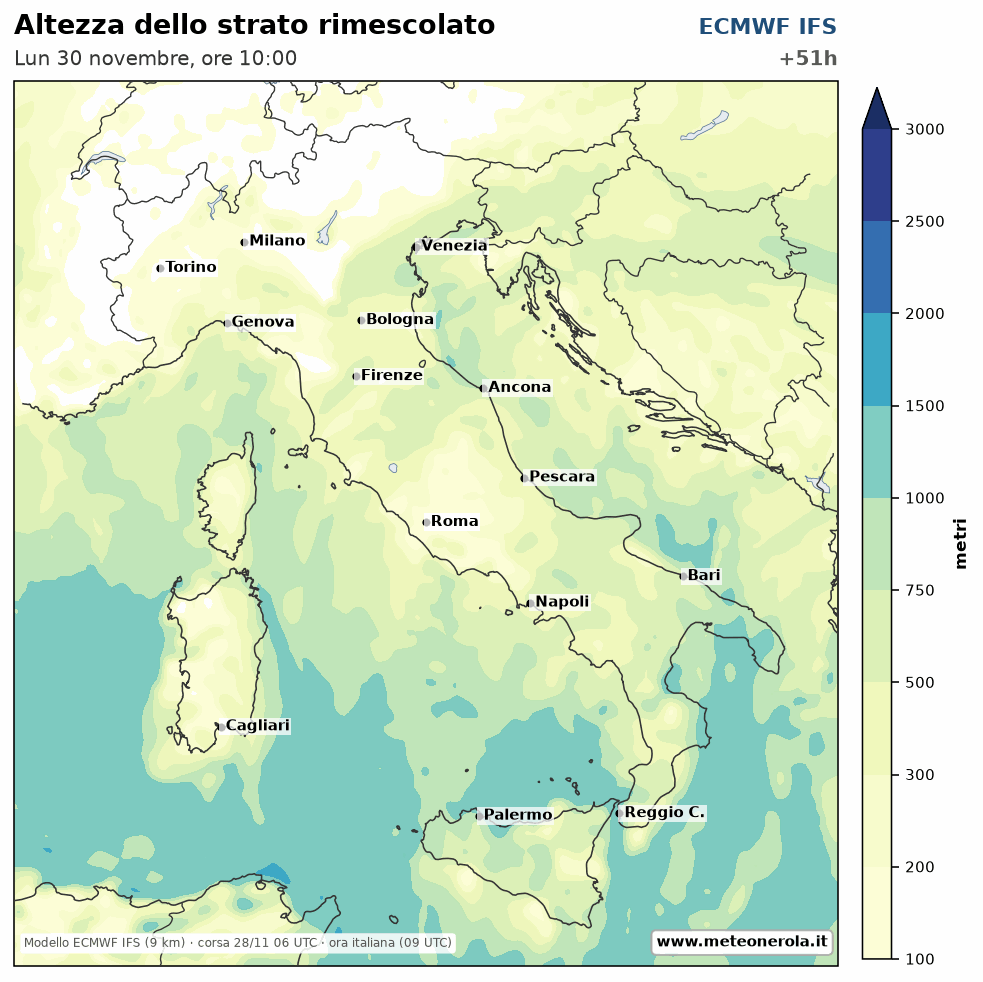 Altezza dello strato rimescolato
ECMWF IFS
Lun 30 novembre, ore 10:00
+51h
3000
2500
2000
1500
1000
750
500
300
200
100
metri
Milano
Venezia
Torino
Genova
Bologna
Firenze
Ancona
Pescara
Roma
Bari
Napoli
Cagliari
Palermo
Reggio C.
Modello ECMWF IFS (9 km) · corsa 28/11 06 UTC · ora italiana (09 UTC)
www.meteonerola.it